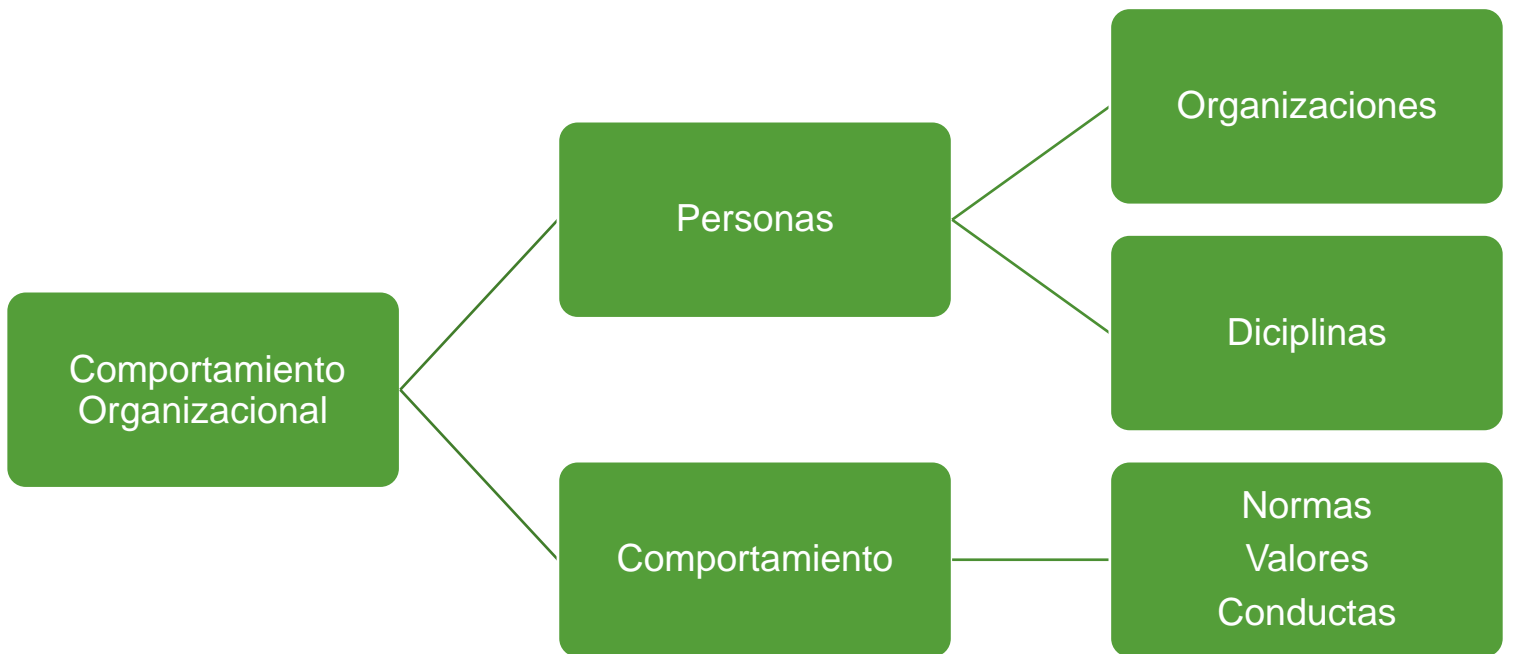 Comportamiento
Organizacional
Personas
Organizaciones
Diciplinas
Comportamiento
Normas
Valores
Conductas